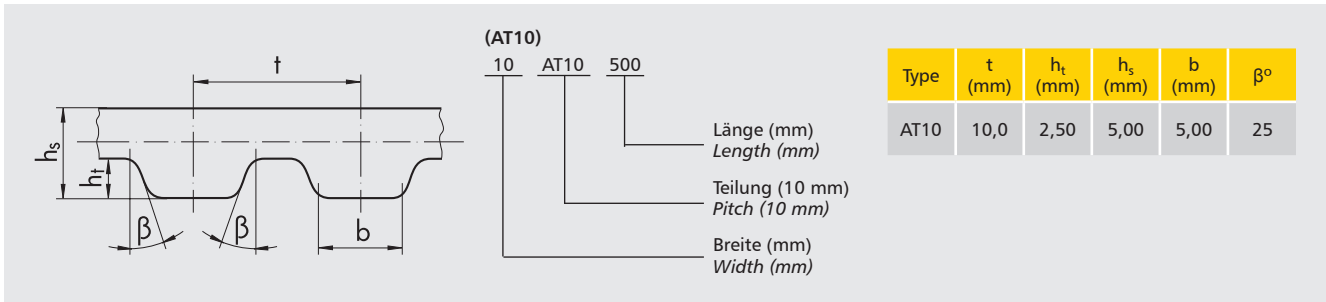 t
hs
ht
β
β
b
(AT10)
10 AT10 500
Länge (mm)
Length (mm)
Teilung (10 mm)
Pitch (10 mm)
Breite (mm)
Width (mm)
Type t (mm) ht (mm) hs (mm) b (mm) βº
AT10 10,0 2,50 5,00 5,00 25